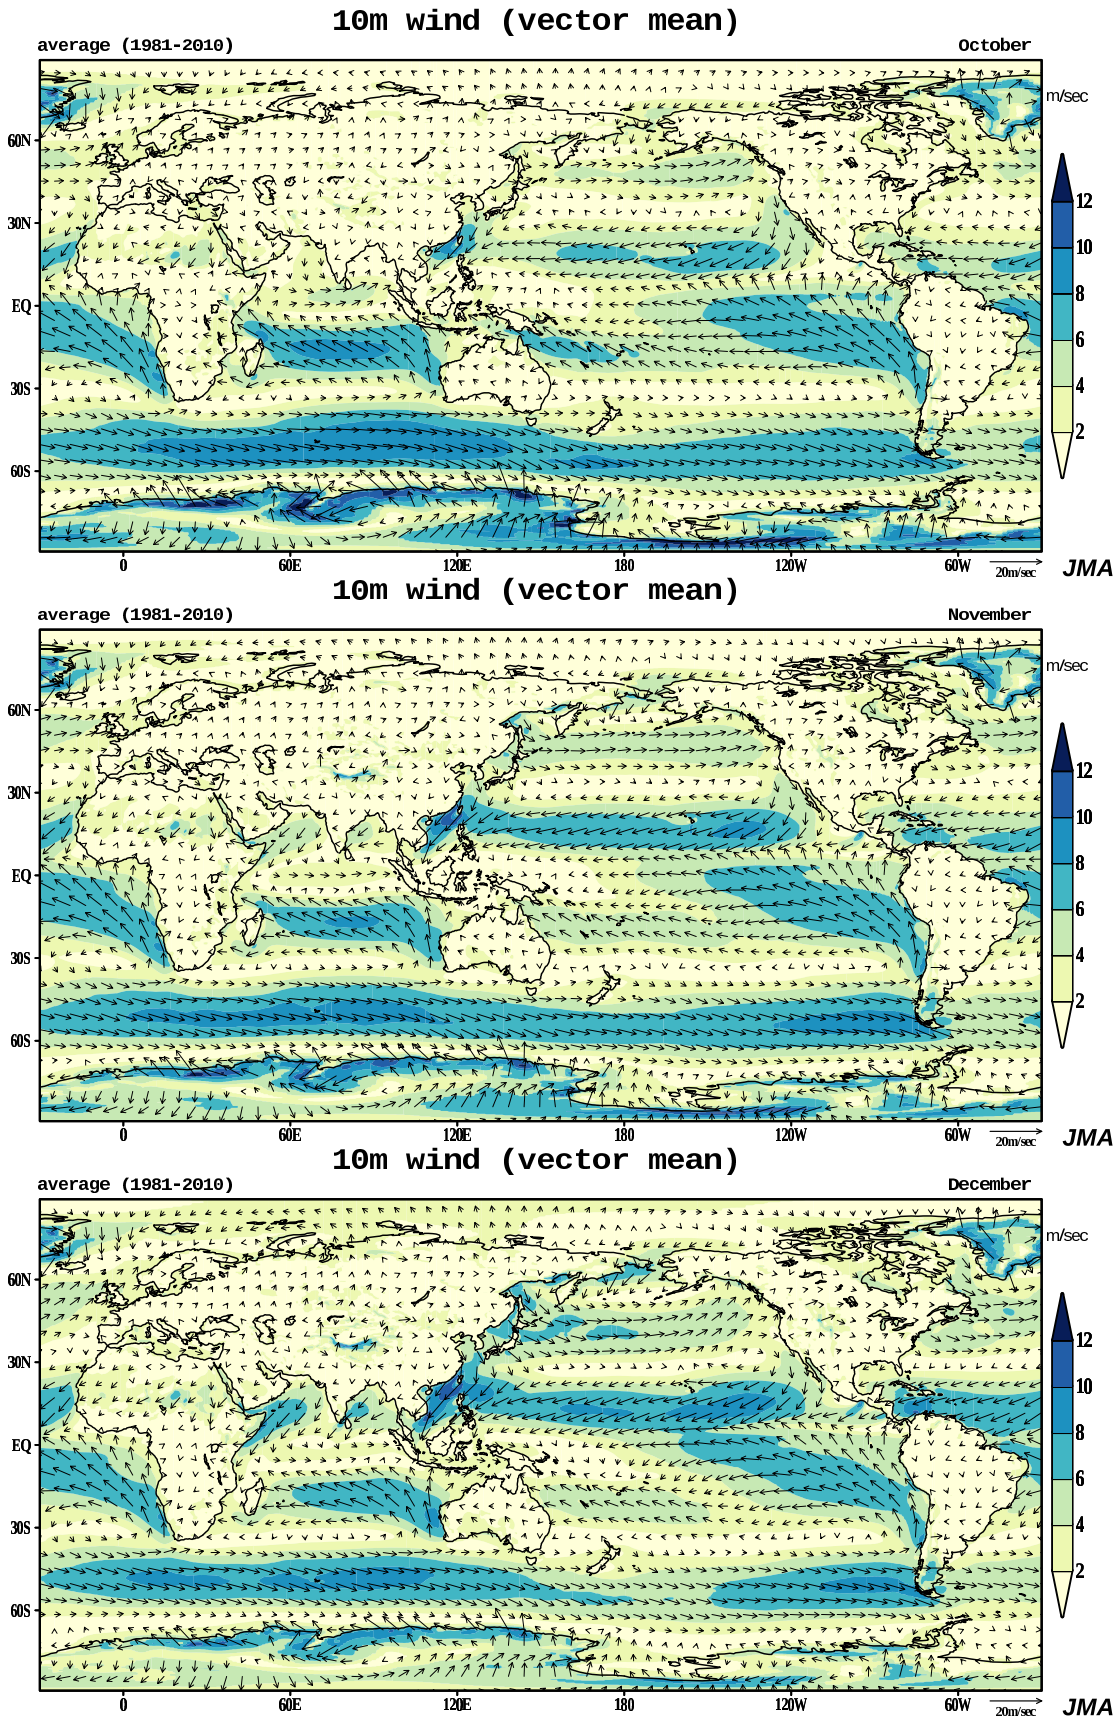 10m wind (vector mean)
average (1981-2010) October
m/sec
60N
30N
EQ
30S
60S
12
10
8
6
4
2
0 60E 120E 180 120W 60W
20m/sec
JMA
10m wind (vector mean)
average (1981-2010) November
m/sec
60N
30N
EQ
30S
60S
12
10
8
6
4
2
0 60E 120E 180 120W 60W
20m/sec
JMA
10m wind (vector mean)
average (1981-2010) December
m/sec
60N
30N
EQ
30S
60S
12
10
8
6
4
2
0 60E 120E 180 120W 60W
20m/sec
JMA